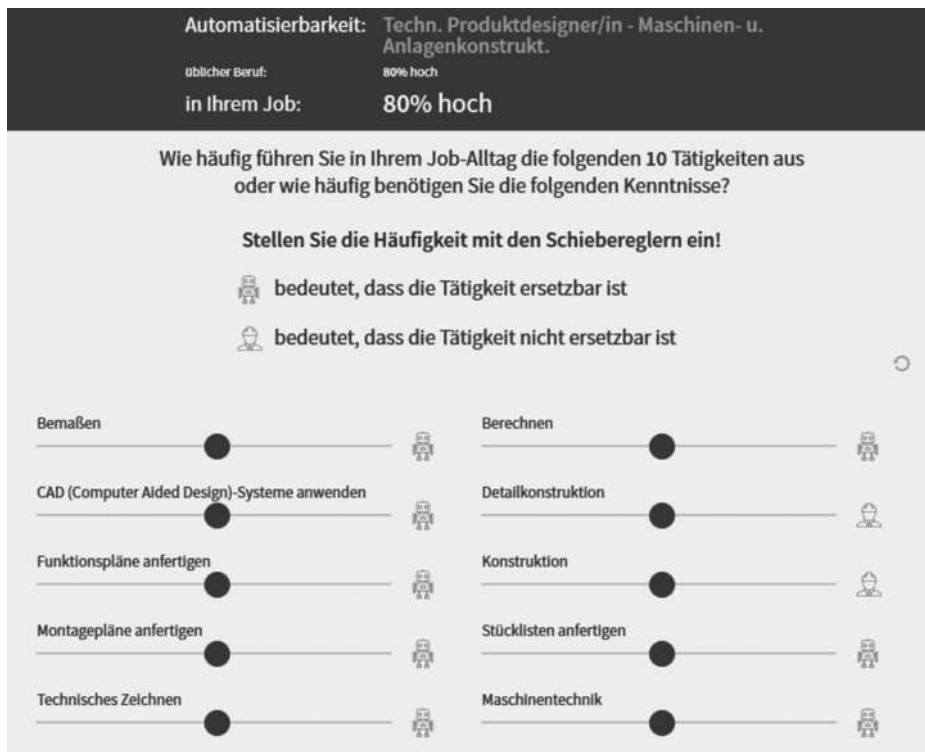 Automatisierbarkeit: Techn. Produktdesigner/in - Maschinen- u.
Anlagenkonstrukt.
üblicher Beruf: 80% hoch
in Ihrem Job: 80% hoch
Wie häufig führen Sie in Ihrem Job-Alltag die folgenden 10 Tätigkeiten aus
oder wie häufig benötigen Sie die folgenden Kenntnisse?
Stellen Sie die Häufigkeit mit den Schiebereglern ein!
bedeutet, dass die Tätigkeit ersetzbar ist
bedeutet, dass die Tätigkeit nicht ersetzbar ist
Bemaßen
Berechnen
CAD (Computer Aided Design)-Systeme anwenden
Detailkonstruktion
Funktionspläne anfertigen
Konstruktion
Montagepläne anfertigen
Stücklisten anfertigen
Technisches Zeichnen
Maschinentechnik